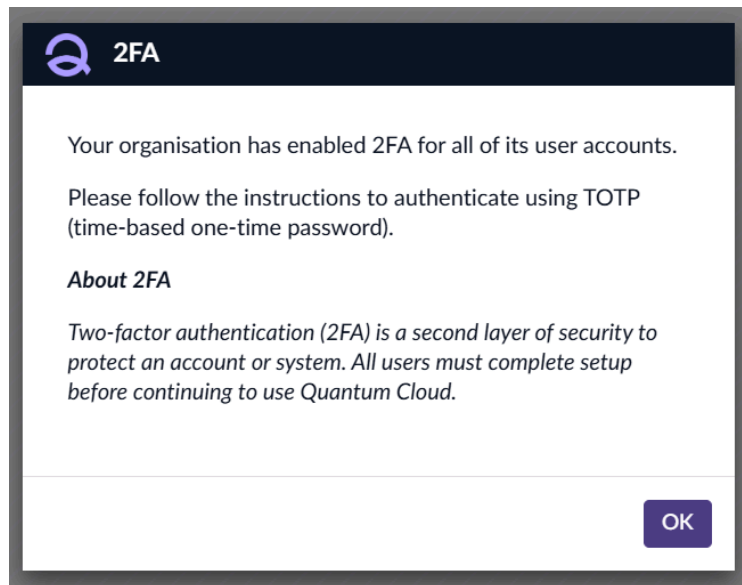 2FA
Your organisation has enabled 2FA for all of its user accounts.
Please follow the instructions to authenticate using TOTP
(time-based one-time password).
About 2FA
Two-factor authentication (2FA) is a second layer of security to
protect an account or system. All users must complete setup
before continuing to use Quantum Cloud.
OK